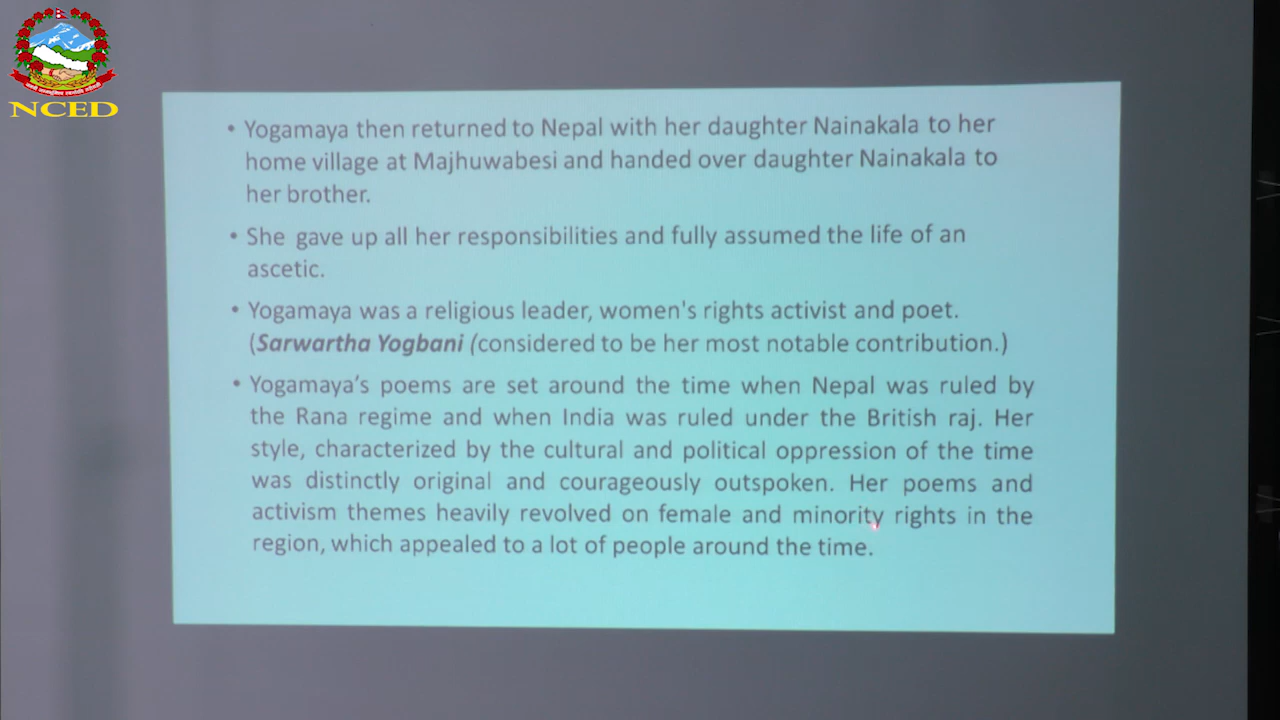 NCED
• Yogamaya then returned to Nepal with her daughter Nainakala to her
home village at Majhuwabesi and handed over daughter Nainakala to
her brother.
• She gave up all her responsibilities and fully assumed the life of an
ascetic.
• Yogamaya was a religious leader, women's rights activist and poet.
(Sarwartha Yogbani (considered to be her most notable contribution.)
• Yogamaya's poems are set around the time when Nepal was ruled by
the Rana regime and when India was ruled under the British raj. Her
style, characterized by the cultural and political oppression of the time
was distinctly original and courageously outspoken. Her poems and
activism themes heavily revolved on female and minority rights in the
region, which appealed to a lot of people around the time.